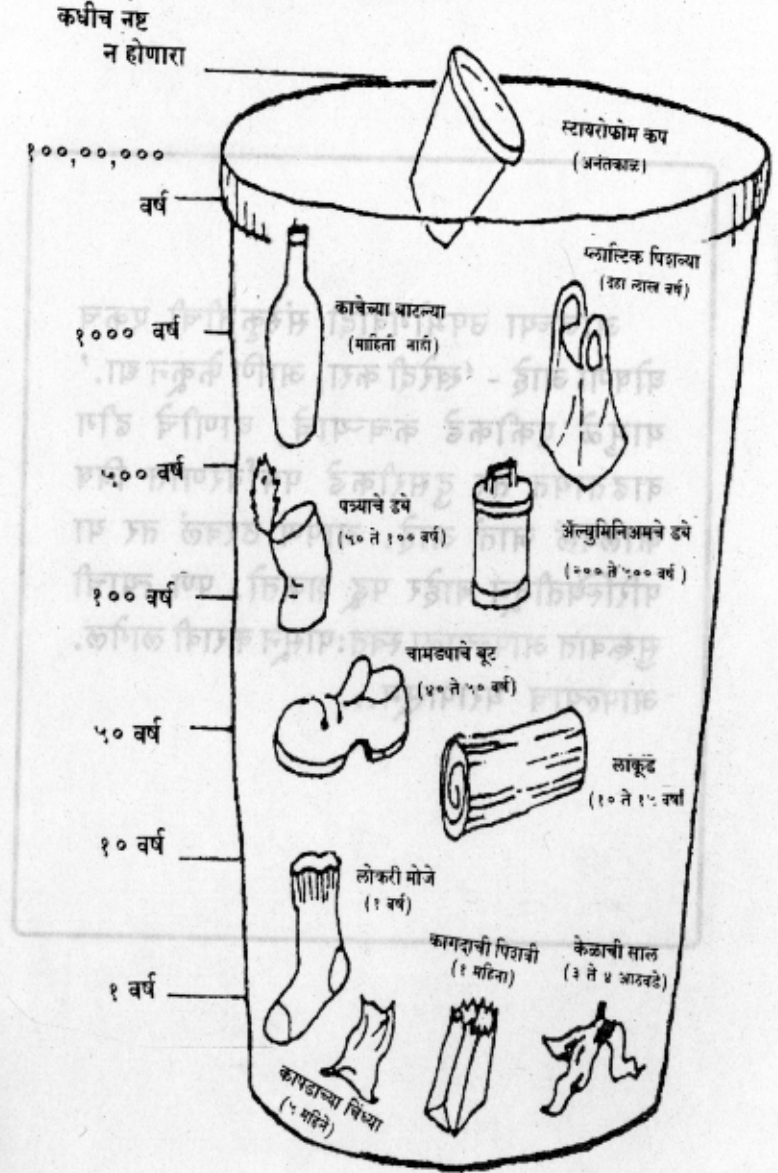 कधीच नष्ट
न होणारा
स्टायरोफोम कप
(अनंतकाळ)
१००,००,०००
वर्ष
प्लास्टिक पिशव्या
(दहा लाख वर्ष)
काचेच्या बाटल्या
(माहिती नाही)
१००० वर्ष
५०० वर्ष
पत्र्याचे डबे
(५० ते १०० वर्ष)
ॲल्युमिनिअमचे डबे
(२०० ते ५०० वर्ष)
१०० वर्ष
चामड्याचे बूट
(४० ते ५० वर्ष)
५० वर्ष
लाकूड
(१० ते १५ वर्षा)
१० वर्ष
लोकरी मोजे
(१ वर्ष)
कागदाची पिशवी
(१ महिना)
केळाची साल
(३ ते ४ आठवडे)
१ वर्ष
कापडाच्या चिंध्या
(५ महिने)